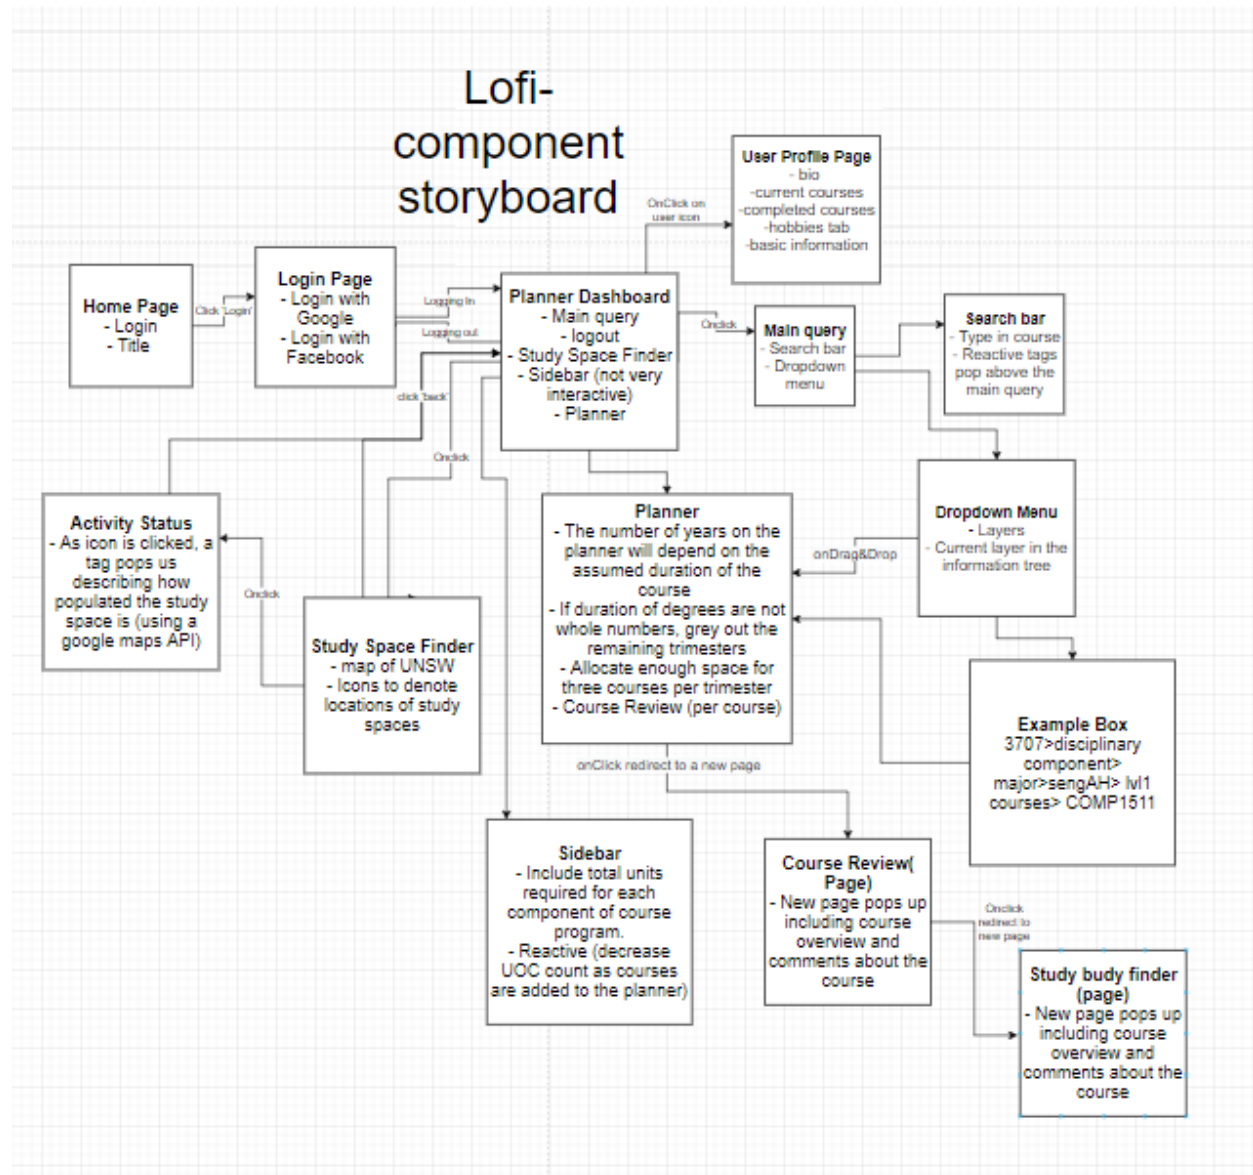 Lofi-
component
storyboard
User Profile Page
- bio
-current courses
-completed courses
-hobbies tab
-basic information
OnClick on
user icon
Home Page
- Login
- Title
Click 'Login'
Login Page
- Login with
Google
- Login with
Facebook
Logging In
Logging out
Planner Dashboard
- Main query
- logout
- Study Space Finder
- Sidebar (not very
interactive)
- Planner
Onclick
Main query
- Search bar
- Dropdown
menu
Search bar
- Type in course
- Reactive tags
pop above the
main query
click 'back'
Onclick
Activity Status
- As icon is clicked, a
tag pops us
describing how
populated the study
space is (using a
google maps API)
Onclick
Study Space Finder
- map of UNSW
- Icons to denote
locations of study
spaces
Planner
- The number of years on the
planner will depend on the
assumed duration of the
course
- If duration of degrees are not
whole numbers, grey out the
remaining trimesters
- Allocate enough space for
three courses per trimester
- Course Review (per course)
onDrag&Drop
Dropdown Menu
- Layers
- Current layer in the
information tree
Example Box
3707>disciplinary
component>
major>sengAH> lvl1
courses> COMP1511
onClick redirect to a new page
Sidebar
- Include total units
required for each
component of course
program.
- Reactive (decrease
UOC count as courses
are added to the planner)
Course Review(
Page)
- New page pops up
including course
overview and
comments about the
course
Onclick
redirect to
new page
Study budy finder
(page)
- New page pops up
including course
overview and
comments about the
course